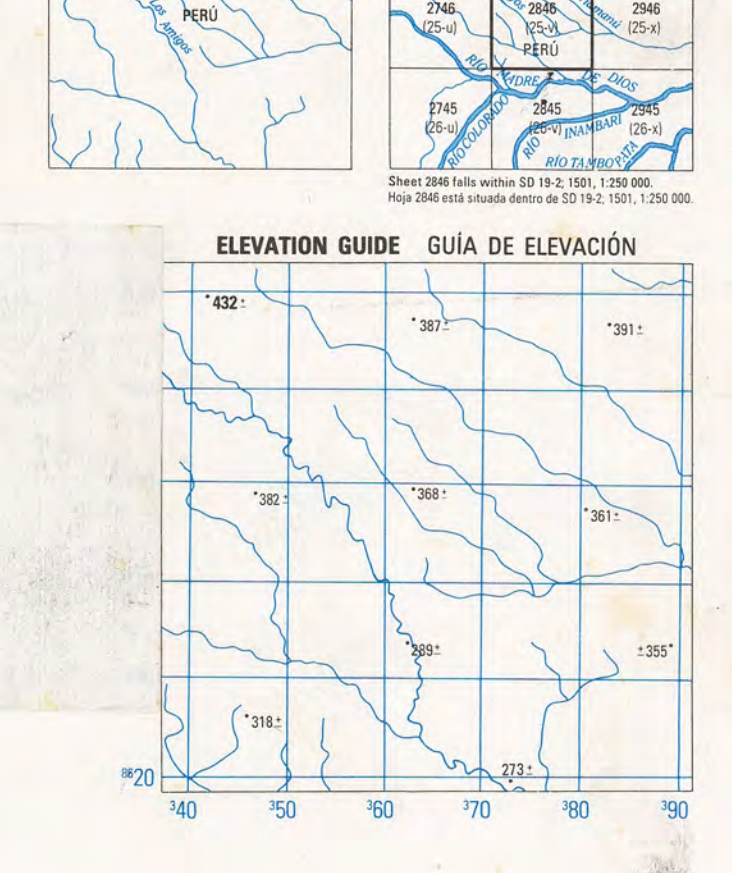 PERÚ
Los Amigos
2746
(25-u)
2846
(25-v)
2946
(25-x)
PERÚ
RÍO MADRE DE DIOS
2745
(26-u)
2845
(26-v)
2945
(26-x)
RÍO COLORADO
RÍO INAMBARI
RÍO TAMBOPATA
Sheet 2846 falls within SD 19-2; 1501, 1:250 000.
Hoja 2846 está situada dentro de SD 19-2; 1501, 1:250 000.
ELEVATION GUIDE GUÍA DE ELEVACIÓN
432±
387±
391±
382±
368±
361±
289±
±355
318±
273±
8620
340 350 360 370 380 390